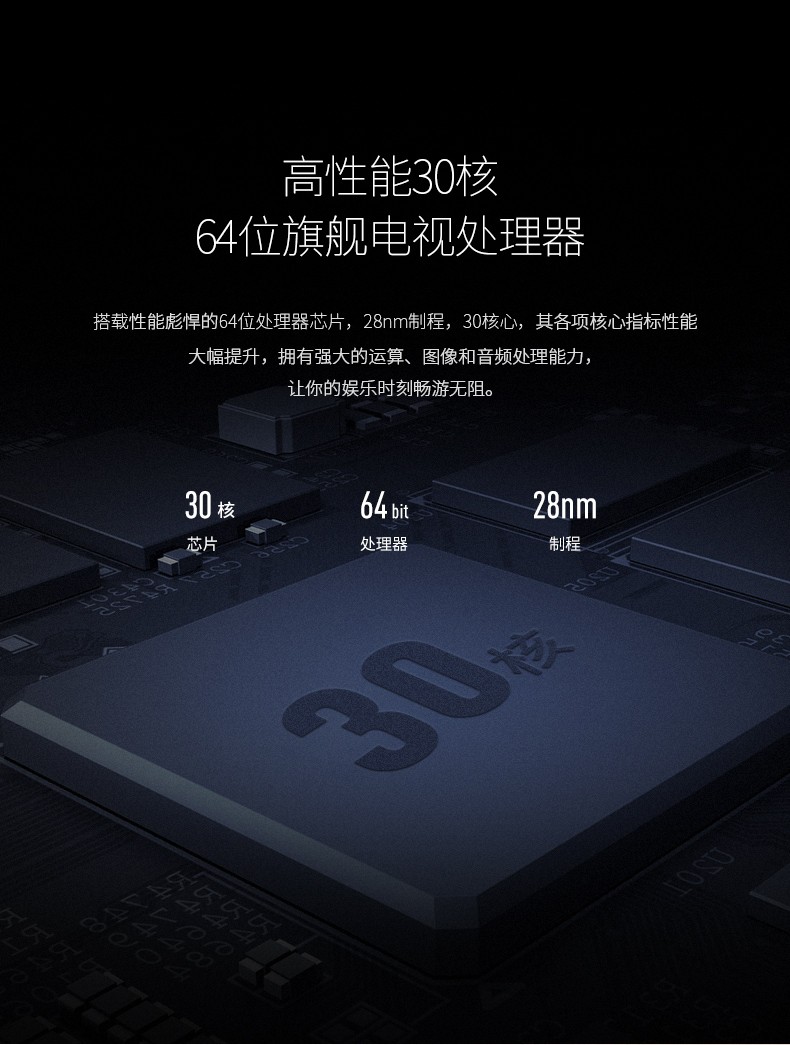 高性能30核
64位旗舰电视处理器
搭载性能彪悍的64位处理器芯片，28nm制程，30核心，其各项核心指标性能
大幅提升，拥有强大的运算、图像和音频处理能力，
让你的娱乐时刻畅游无阻。
30 核
64 bit
28nm
芯片
处理器
制程
30核